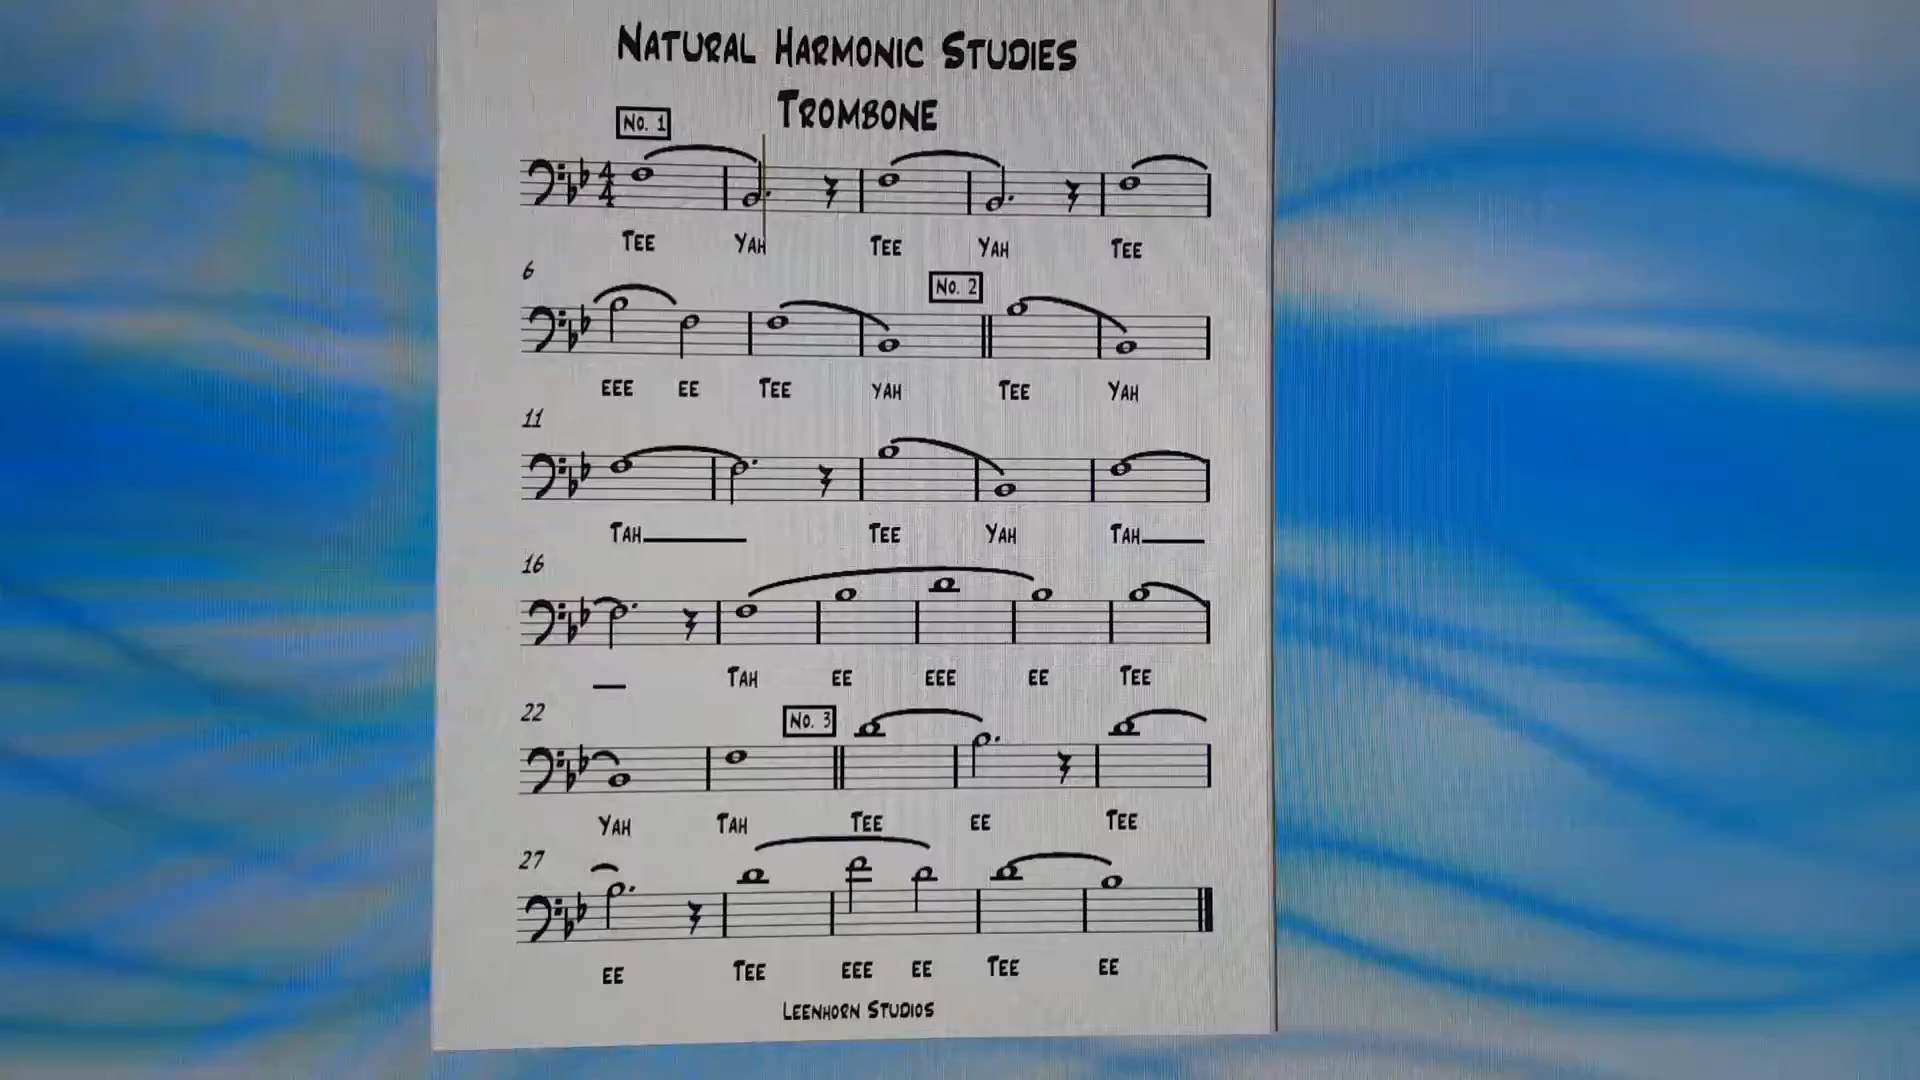 NATURAL HARMONIC STUDIES
TROMBONE
No. 1
4
4
TEE YAH TEE YAH TEE
6
No. 2
EEE EE TEE YAH TEE YAH
11
TAH TEE YAH TAH
16
TAH EE EEE EE TEE
22
No. 3
YAH TAH TEE EE TEE
27
EE TEE EEE EE TEE EE
LEENHORN STUDIOS